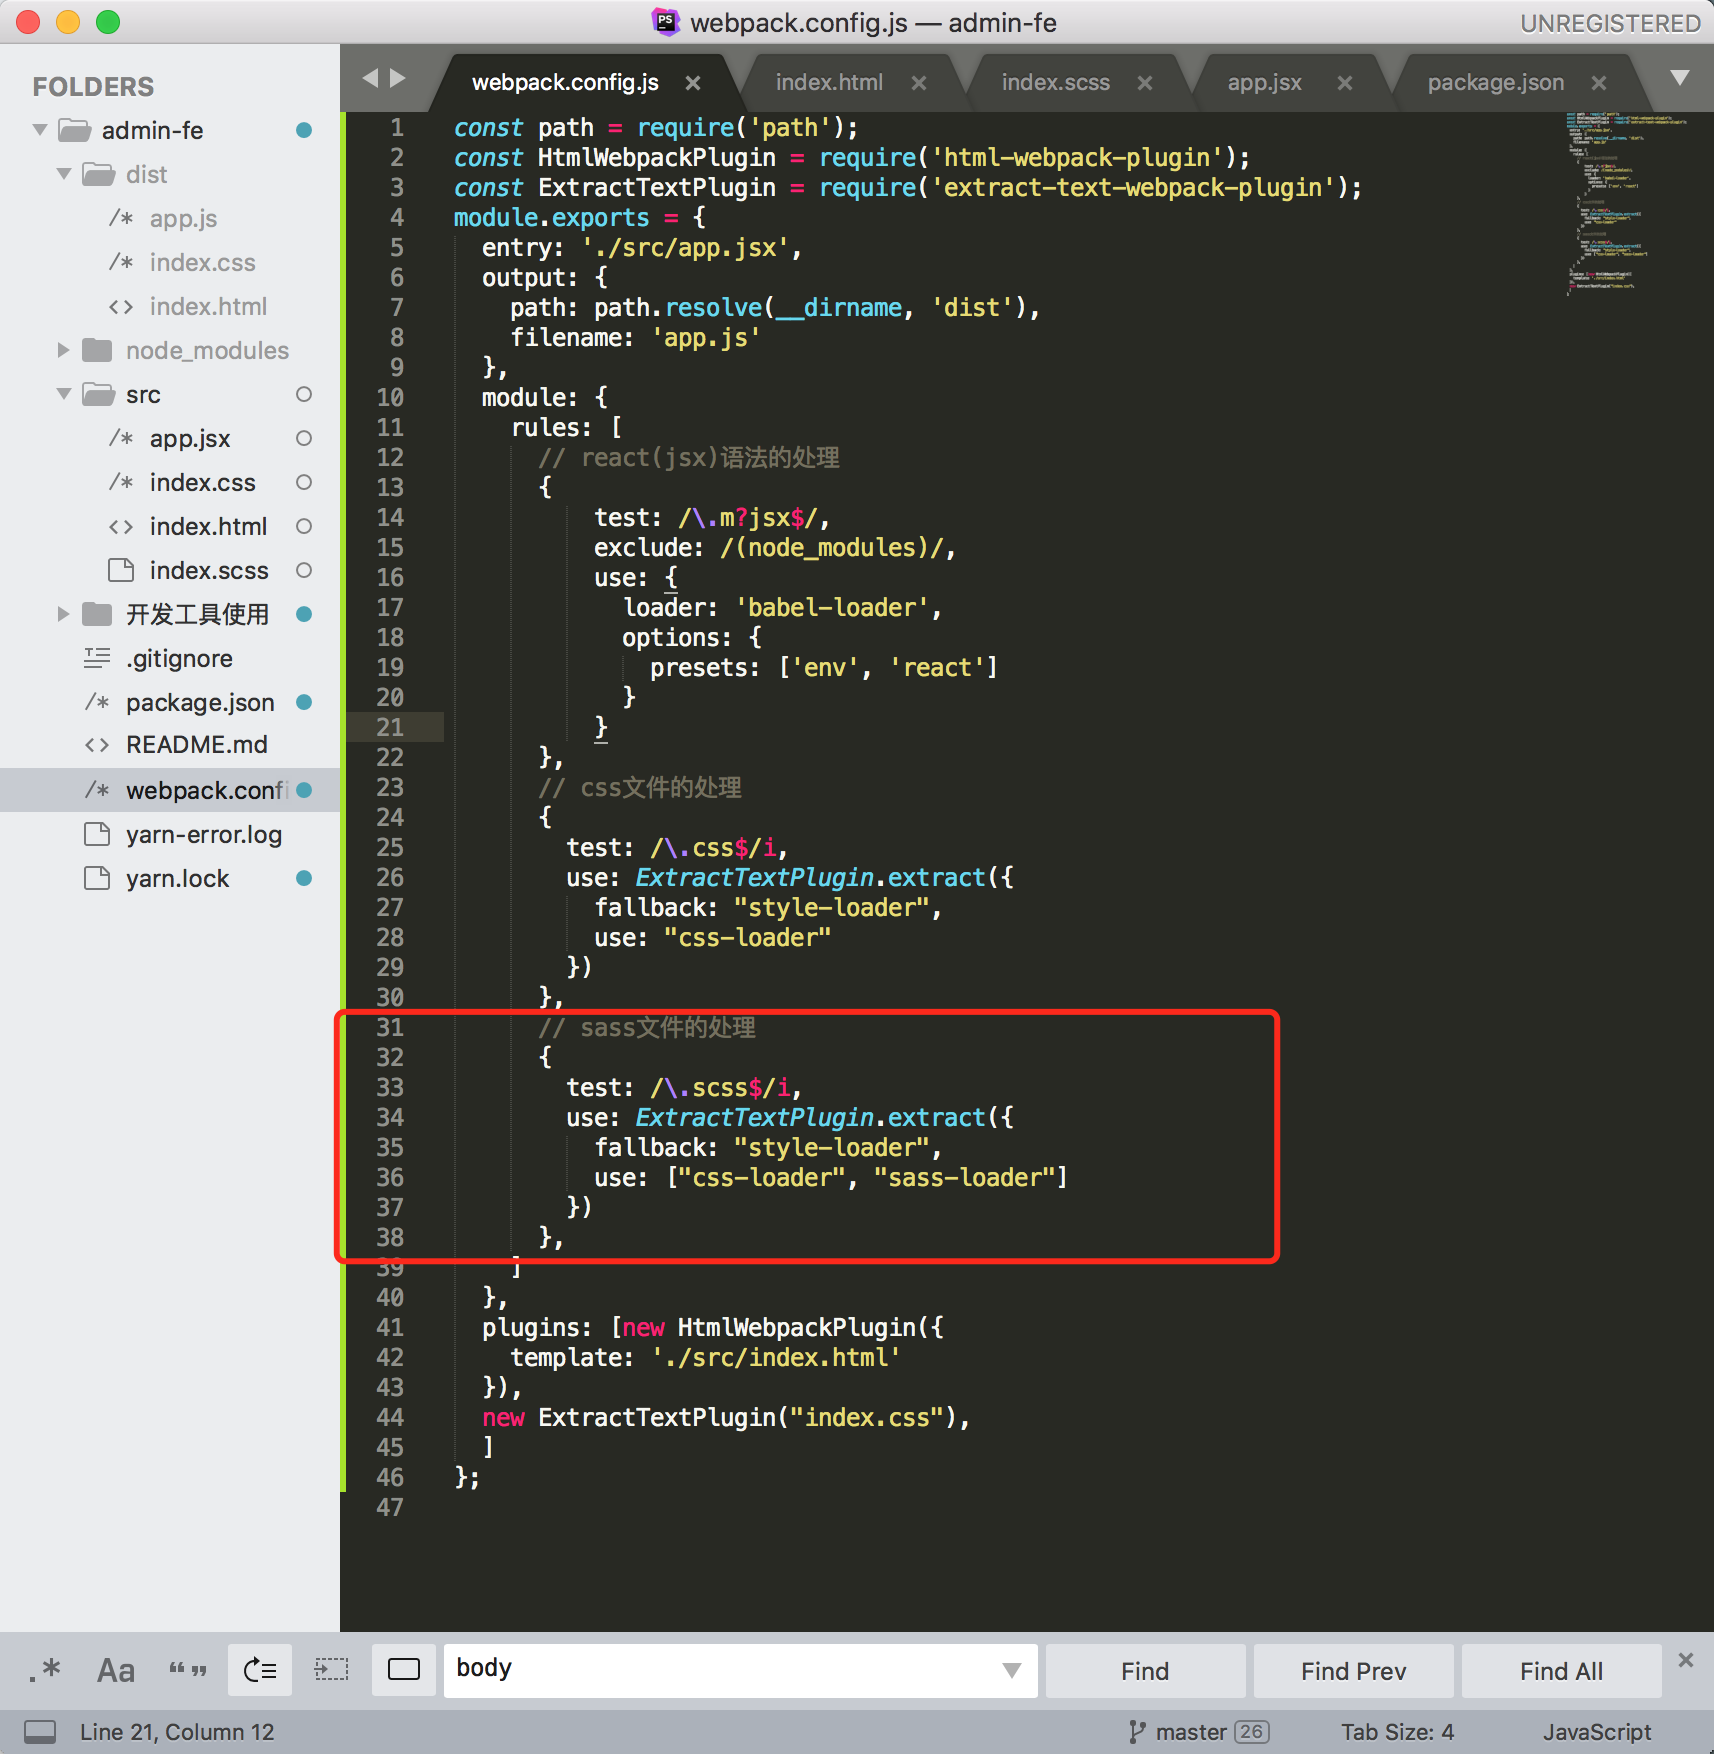 webpack.config.js — admin-fe
UNREGISTERED
FOLDERS
admin-fe
dist
/* app.js
/* index.css
<> index.html
node_modules
src
/* app.jsx
/* index.css
<> index.html
index.scss
开发工具使用
.gitignore
/* package.json
<> README.md
/* webpack.confi
yarn-error.log
yarn.lock
webpack.config.js ×
index.html ×
index.scss ×
app.jsx ×
package.json ×
1 const path = require('path');
2 const HtmlWebpackPlugin = require('html-webpack-plugin');
3 const ExtractTextPlugin = require('extract-text-webpack-plugin');
4 module.exports = {
5 entry: './src/app.jsx',
6 output: {
7 path: path.resolve(__dirname, 'dist'),
8 filename: 'app.js'
9 },
10 module: {
11 rules: [
12 // react(jsx)语法的处理
13 {
14 test: /\.m?jsx$/,
15 exclude: /(node_modules)/,
16 use: {
17 loader: 'babel-loader',
18 options: {
19 presets: ['env', 'react']
20 }
21 }
22 },
23 // css文件的处理
24 {
25 test: /\.css$/i,
26 use: ExtractTextPlugin.extract({
27 fallback: "style-loader",
28 use: "css-loader"
29 })
30 },
31 // sass文件的处理
32 {
33 test: /\.scss$/i,
34 use: ExtractTextPlugin.extract({
35 fallback: "style-loader",
36 use: ["css-loader", "sass-loader"]
37 })
38 },
39 ]
40 },
41 plugins: [new HtmlWebpackPlugin({
42 template: './src/index.html'
43 }),
44 new ExtractTextPlugin("index.css"),
45 ]
46 };
47
.* Aa “” body Find Find Prev Find All ×
Line 21, Column 12
master 26
Tab Size: 4
JavaScript